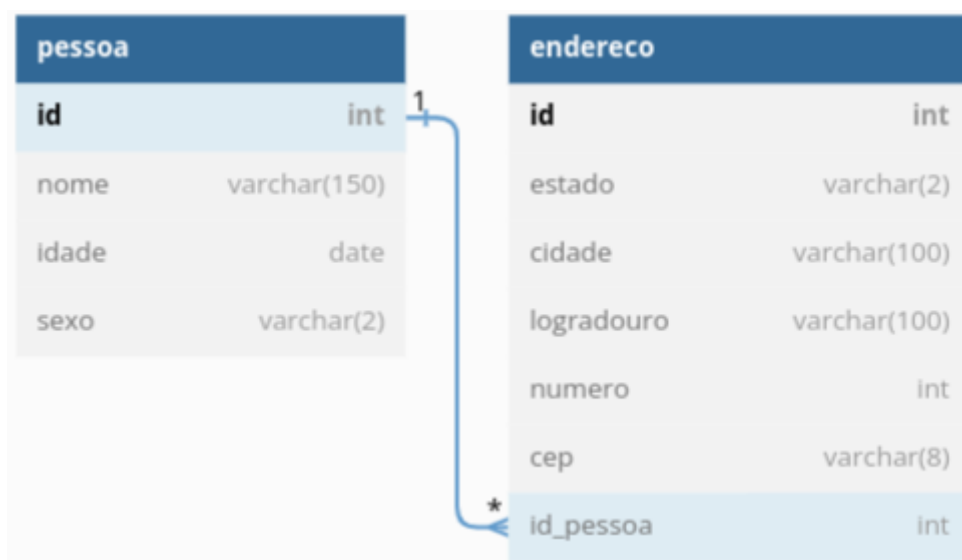 pessoa
id int
nome varchar(150)
idade date
sexo varchar(2)
1
*
endereco
id int
estado varchar(2)
cidade varchar(100)
logradouro varchar(100)
numero int
cep varchar(8)
id_pessoa int